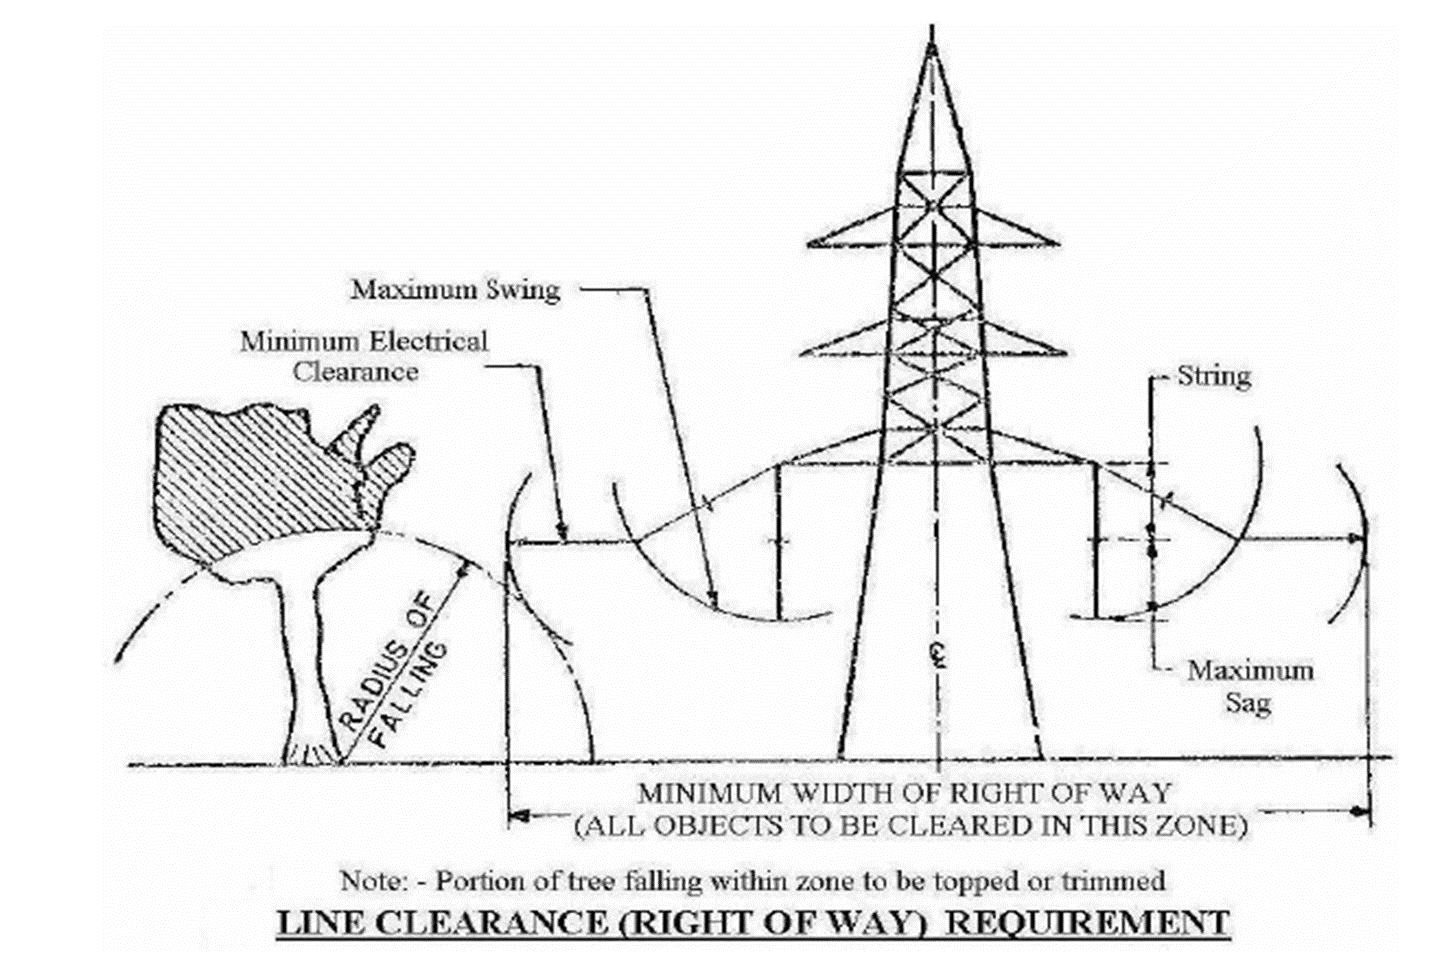 Maximum Swing
Minimum Electrical
Clearance
String
RADIUS OF
FALLING
Maximum
Sag
MINIMUM WIDTH OF RIGHT OF WAY
(ALL OBJECTS TO BE CLEARED IN THIS ZONE)
Note: - Portion of tree falling within zone to be topped or trimmed
LINE CLEARANCE (RIGHT OF WAY) REQUIREMENT